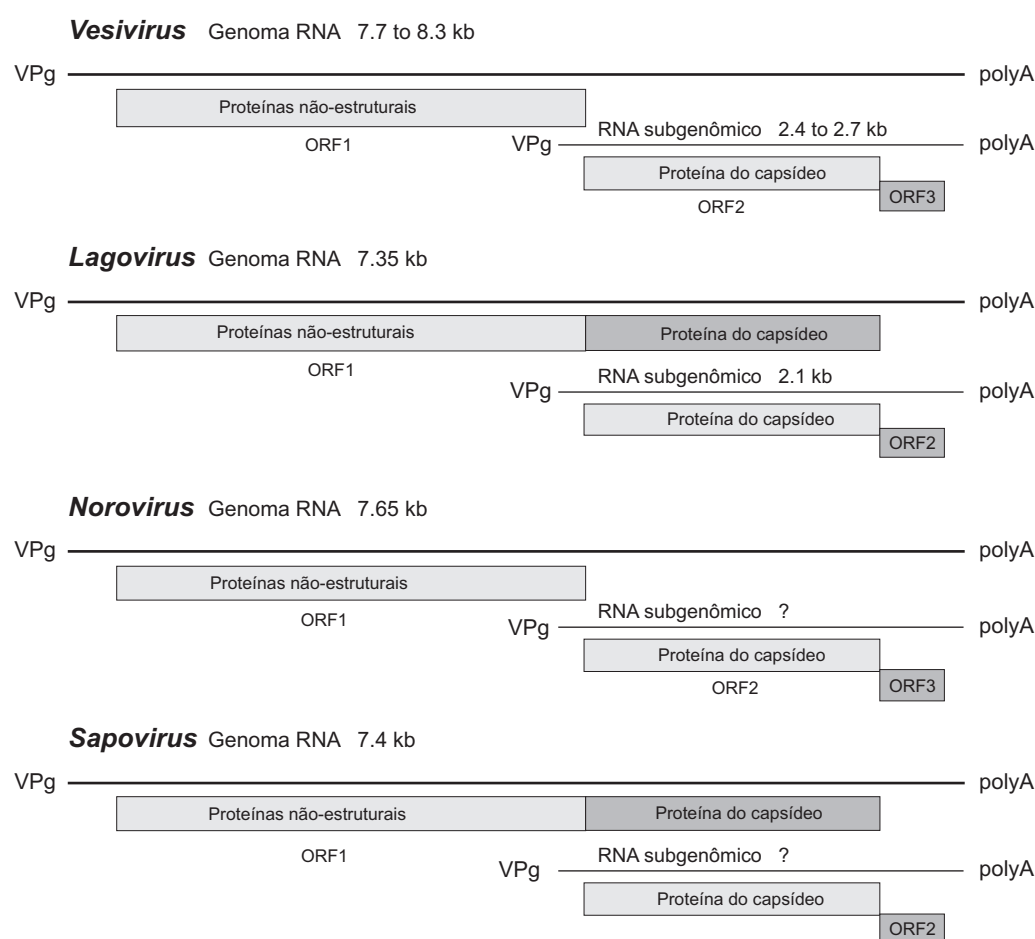 Vesivirus Genoma RNA 7.7 to 8.3 kb
VPg polyA
Proteínas não-estruturais
ORF1
VPg RNA subgenômico 2.4 to 2.7 kb polyA
Proteína do capsídeo
ORF2
ORF3
Lagovirus Genoma RNA 7.35 kb
VPg polyA
Proteínas não-estruturais Proteína do capsídeo
ORF1
VPg RNA subgenômico 2.1 kb polyA
Proteína do capsídeo
ORF2
Norovirus Genoma RNA 7.65 kb
VPg polyA
Proteínas não-estruturais
ORF1
VPg RNA subgenômico ? polyA
Proteína do capsídeo
ORF2
ORF3
Sapovirus Genoma RNA 7.4 kb
VPg polyA
Proteínas não-estruturais Proteína do capsídeo
ORF1
VPg RNA subgenômico ? polyA
Proteína do capsídeo
ORF2